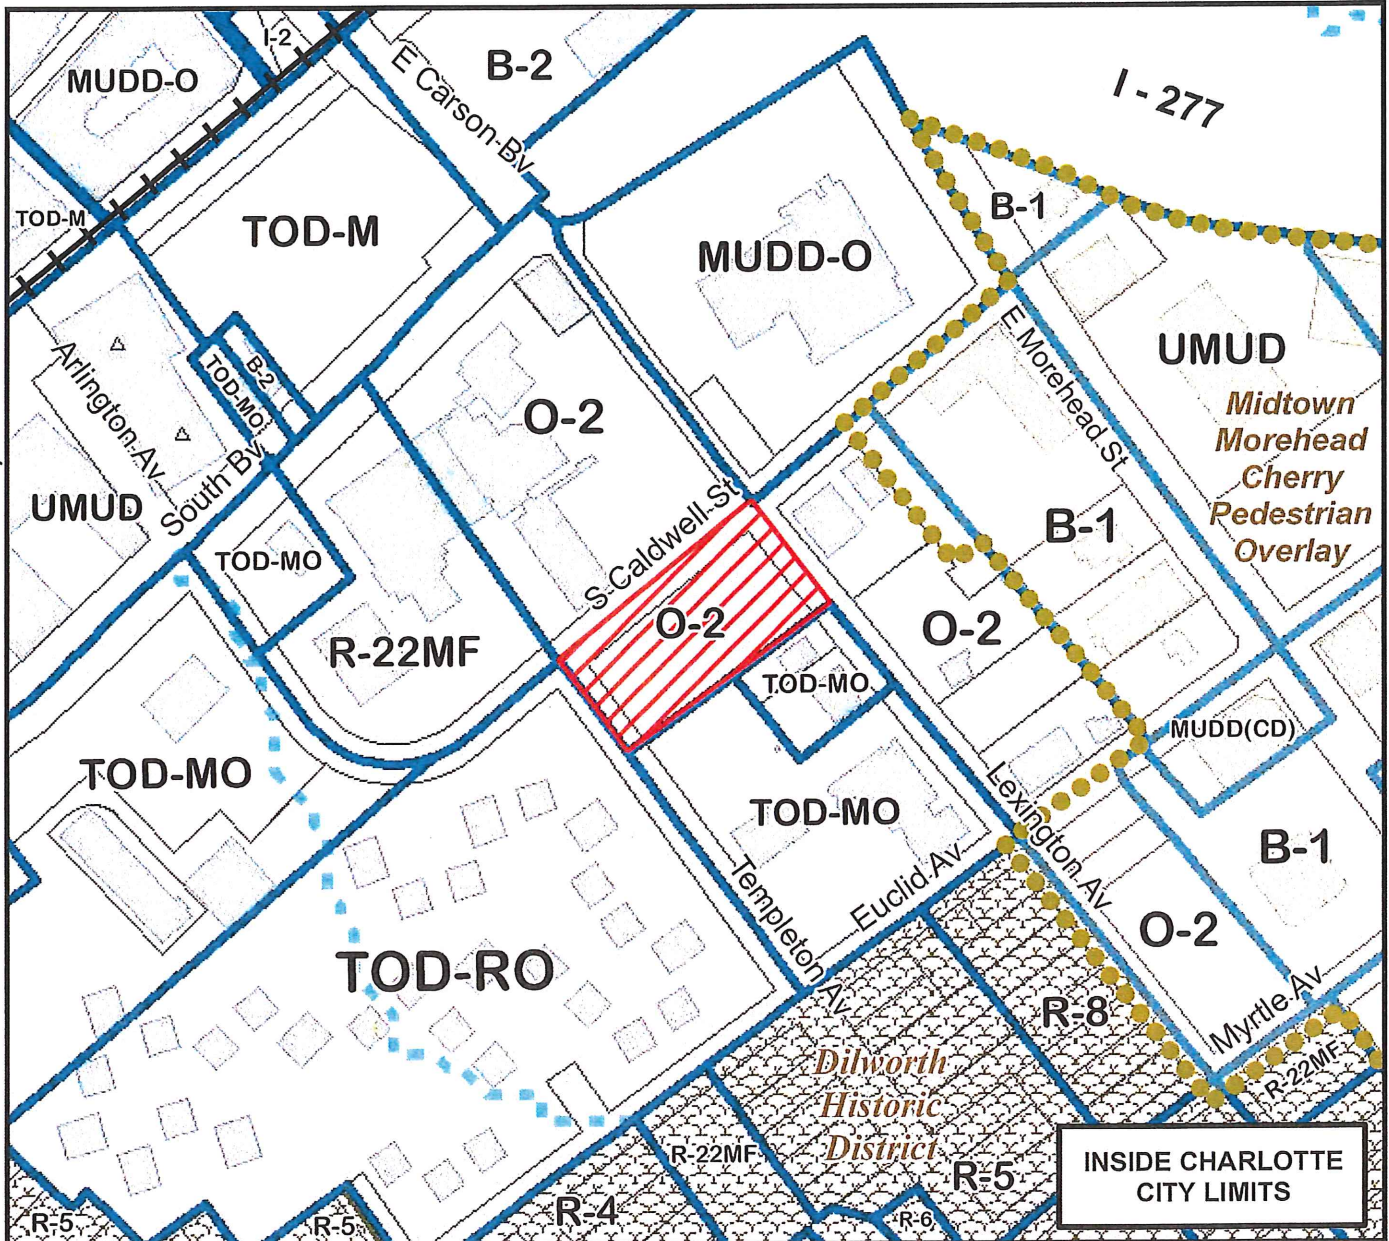 I-2
MUDD-O
E Carson Bv
B-2
I - 277
TOD-M
TOD-M
MUDD-O
B-1
E Morehead St
UMUD
Midtown
Morehead
Cherry
Pedestrian
Overlay
Arlington Av
TOD-MO
B-2
O-2
UMUD
South Bv
TOD-MO
S Caldwell St
B-1
R-22MF
O-2
O-2
TOD-MO
MUDD(CD)
TOD-MO
TOD-MO
Lexington Av
B-1
Templeton Av
Euclid Av
O-2
TOD-RO
R-8
Myrtle Av
R-22MF
Dilworth
Historic
District
R-22MF
R-5
R-4
R-6
R-5
R-5
INSIDE CHARLOTTE
CITY LIMITS